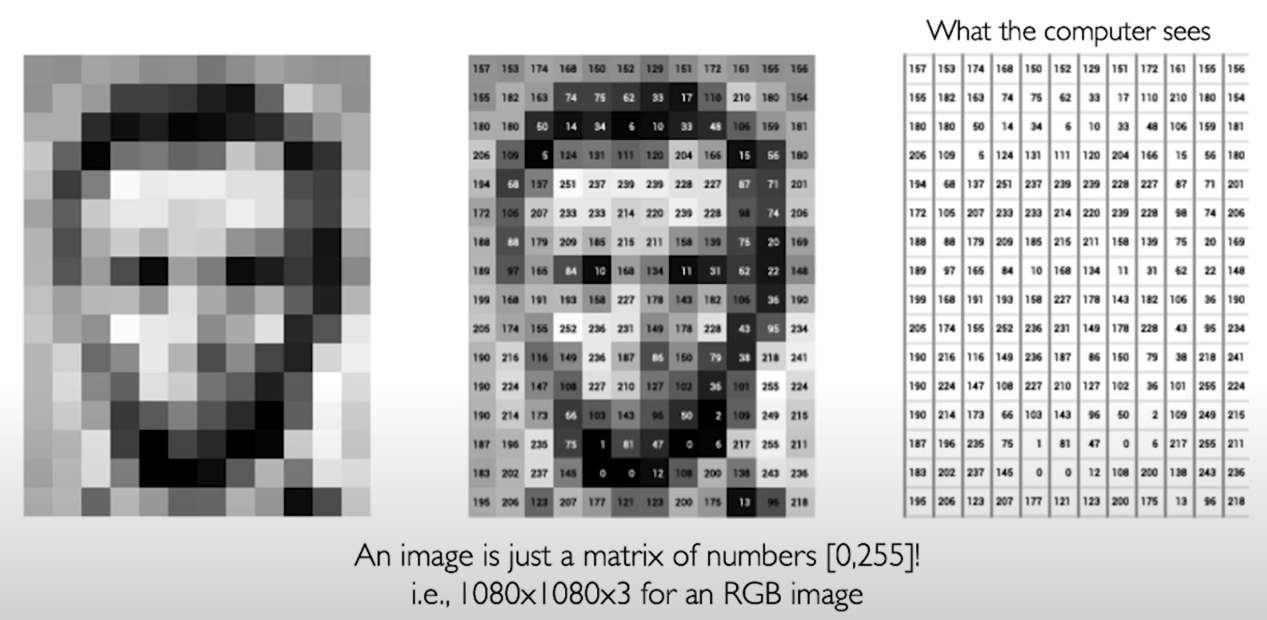 What the computer sees
157 153 174 168 150 152 129 151 172 161 155 156
155 182 163 74 75 62 33 17 110 210 180 154
180 180 50 14 34 6 10 33 48 106 159 181
206 109 5 124 131 111 120 204 166 15 56 180
194 68 137 251 237 239 239 228 227 87 71 201
172 105 207 233 233 214 220 239 228 98 74 206
188 88 179 209 185 215 211 158 139 75 20 169
189 97 165 84 10 168 134 11 31 62 22 148
199 168 191 193 158 227 178 143 182 106 36 190
205 174 155 252 236 231 149 178 228 43 95 234
190 216 116 149 236 187 86 150 79 38 218 241
190 224 147 108 227 210 127 102 36 101 255 224
190 214 173 66 103 143 96 50 2 109 249 215
187 196 235 75 1 81 47 0 6 217 255 211
183 202 237 145 0 0 12 108 200 138 243 236
195 206 123 207 177 121 123 200 175 13 96 218
157 153 174 168 150 152 129 151 172 161 155 156
155 182 163 74 75 62 33 17 110 210 180 154
180 180 50 14 34 6 10 33 48 106 159 181
206 109 5 124 131 111 120 204 166 15 56 180
194 68 137 251 237 239 239 228 227 87 71 201
172 105 207 233 233 214 220 239 228 98 74 206
188 88 179 209 185 215 211 158 139 75 20 169
189 97 165 84 10 168 134 11 31 62 22 148
199 168 191 193 158 227 178 143 182 106 36 190
205 174 155 252 236 231 149 178 228 43 95 234
190 216 116 149 236 187 86 150 79 38 218 241
190 224 147 108 227 210 127 102 36 101 255 224
190 214 173 66 103 143 96 50 2 109 249 215
187 196 235 75 1 81 47 0 6 217 255 211
183 202 237 145 0 0 12 108 200 138 243 236
195 206 123 207 177 121 123 200 175 13 96 218
An image is just a matrix of numbers [0,255]!
i.e., 1080x1080x3 for an RGB image